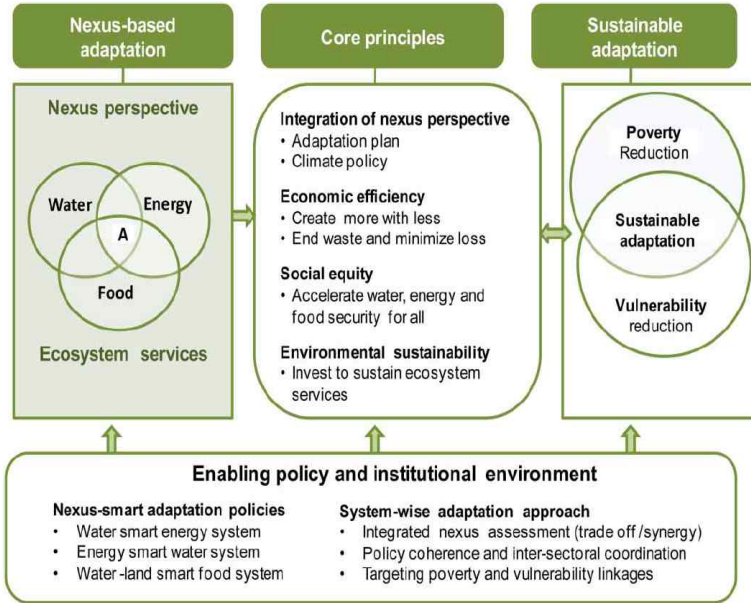 Nexus-based
adaptation
Core principles
Sustainable
adaptation
Nexus perspective
Water
Energy
A
Food
Ecosystem services
Integration of nexus perspective
• Adaptation plan
• Climate policy
Economic efficiency
• Create more with less
• End waste and minimize loss
Social equity
• Accelerate water, energy and
food security for all
Environmental sustainability
• Invest to sustain ecosystem
services
Poverty
Reduction
Sustainable
adaptation
Vulnerability
reduction
Enabling policy and institutional environment
Nexus-smart adaptation policies
• Water smart energy system
• Energy smart water system
• Water -land smart food system
System-wise adaptation approach
• Integrated nexus assessment (trade off /synergy)
• Policy coherence and inter-sectoral coordination
• Targeting poverty and vulnerability linkages